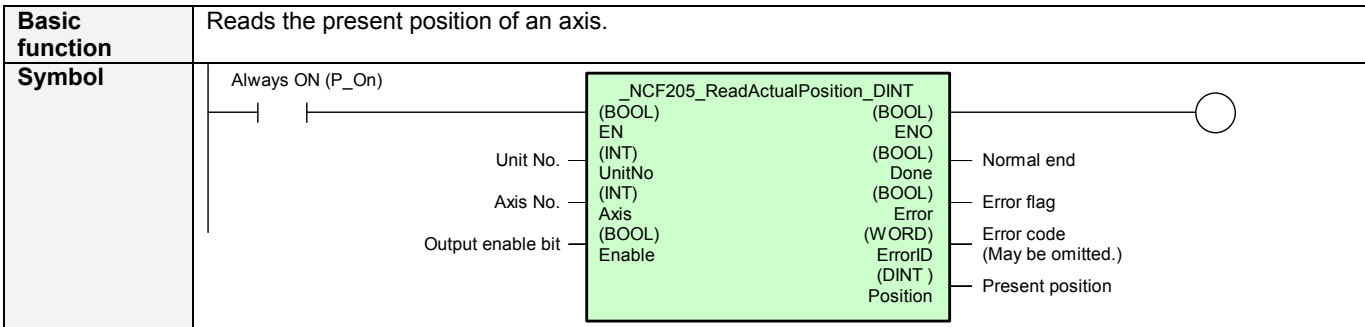 Basic
function
Reads the present position of an axis.
Symbol
Always ON (P_On)
_NCF205_ReadActualPosition_DINT
(BOOL) (BOOL)
EN ENO
Unit No. (INT) (BOOL) Normal end
UnitNo Done
Axis No. (INT) (BOOL) Error flag
Axis Error
Output enable bit (BOOL) (WORD) Error code
Enable ErrorID (May be omitted.)
(DINT ) Present position
Position